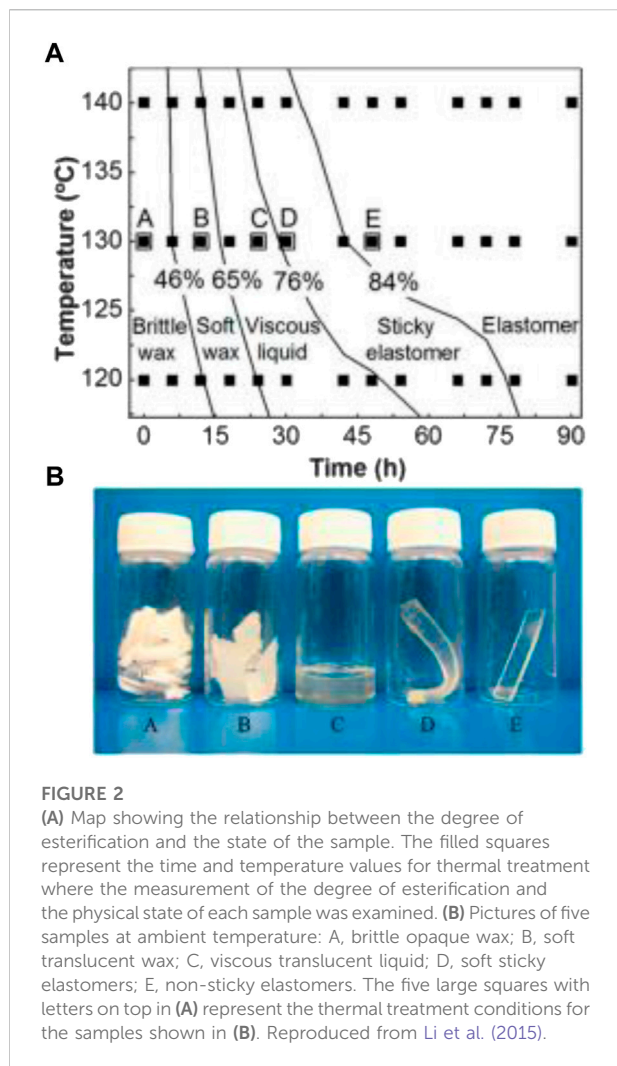 A
140
135
130
125
120
Temperature (ºC)
A B C D E
46% 65% 76% 84%
Brittle wax
Soft wax
Viscous liquid
Sticky elastomer
Elastomer
0 15 30 45 60 75 90
Time (h)
B
A B C D E
FIGURE 2
(A) Map showing the relationship between the degree of
esterification and the state of the sample. The filled squares
represent the time and temperature values for thermal treatment
where the measurement of the degree of esterification and
the physical state of each sample was examined. (B) Pictures of five
samples at ambient temperature: A, brittle opaque wax; B, soft
translucent wax; C, viscous translucent liquid; D, soft sticky
elastomers; E, non-sticky elastomers. The five large squares with
letters on top in (A) represent the thermal treatment conditions for
the samples shown in (B). Reproduced from Li et al. (2015).